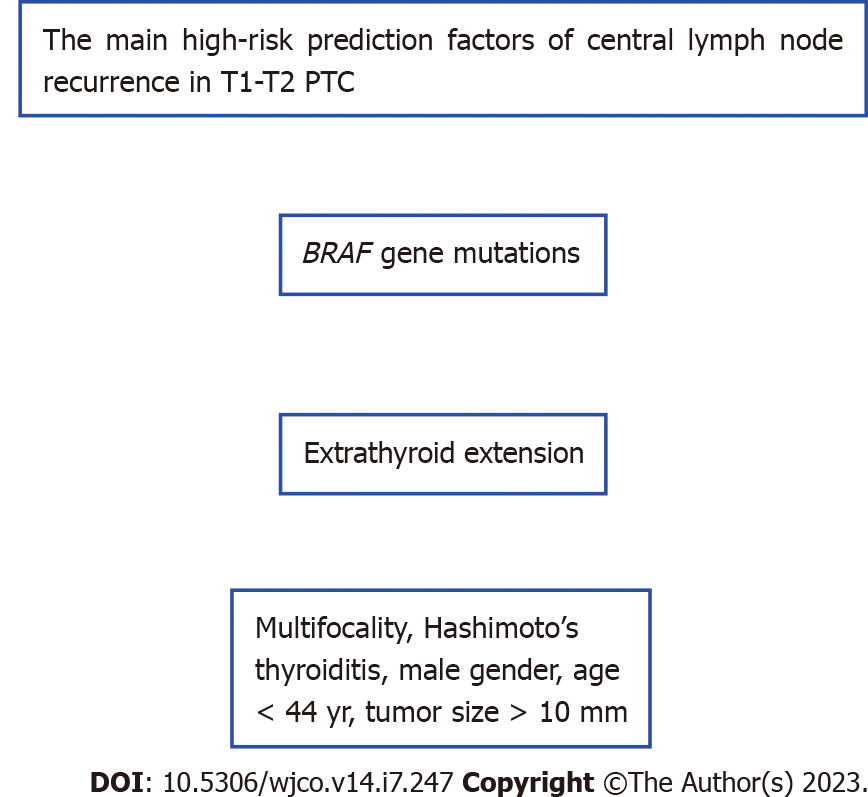 The main high-risk prediction factors of central lymph node
recurrence in T1-T2 PTC
BRAF gene mutations
Extrathyroid extension
Multifocality, Hashimoto’s
thyroiditis, male gender, age
< 44 yr, tumor size > 10 mm
DOI: 10.5306/wjco.v14.i7.247 Copyright ©The Author(s) 2023.